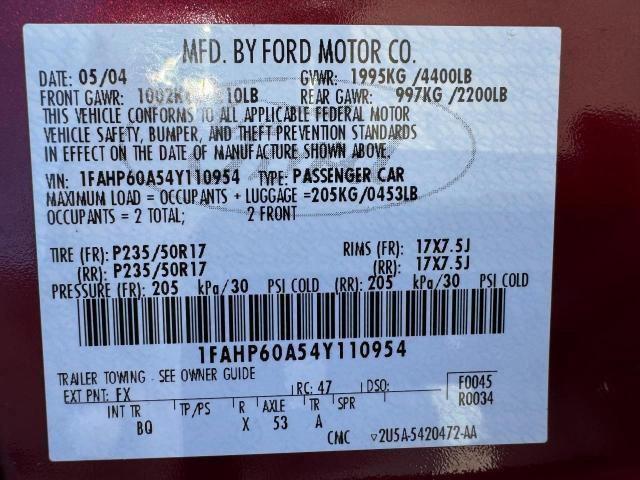 MFD. BY FORD MOTOR CO.
DATE: 05/04 GVWR: 1995KG / 4400LB
FRONT GAWR: 1002K 10LB REAR GAWR: 997KG / 2200LB
THIS VEHICLE CONFORMS TO ALL APPLICABLE FEDERAL MOTOR
VEHICLE SAFETY, BUMPER, AND THEFT PREVENTION STANDARDS
IN EFFECT ON THE DATE OF MANUFACTURE SHOWN ABOVE.
VIN: 1FAHP60A54Y110954 TYPE: PASSENGER CAR
MAXIMUM LOAD = OCCUPANTS + LUGGAGE = 205KG/0453LB
OCCUPANTS = 2 TOTAL; 2 FRONT
TIRE (FR): P235/50R17 RIMS (FR): 17X7.5J
(RR): P235/50R17 (RR): 17X7.5J
PRESSURE (FR): 205 kPa/30 PSI COLD (RR): 205 kPa/30 PSI COLD
1FAHP60A54Y110954
TRAILER TOWING - SEE OWNER GUIDE
EXT PNT: FX RC: 47 DSO: F0045
R0034
INT TR TP/PS R AXLE TR SPR
BQ X 53 A
CMC ▽2U5A-5420472-AA